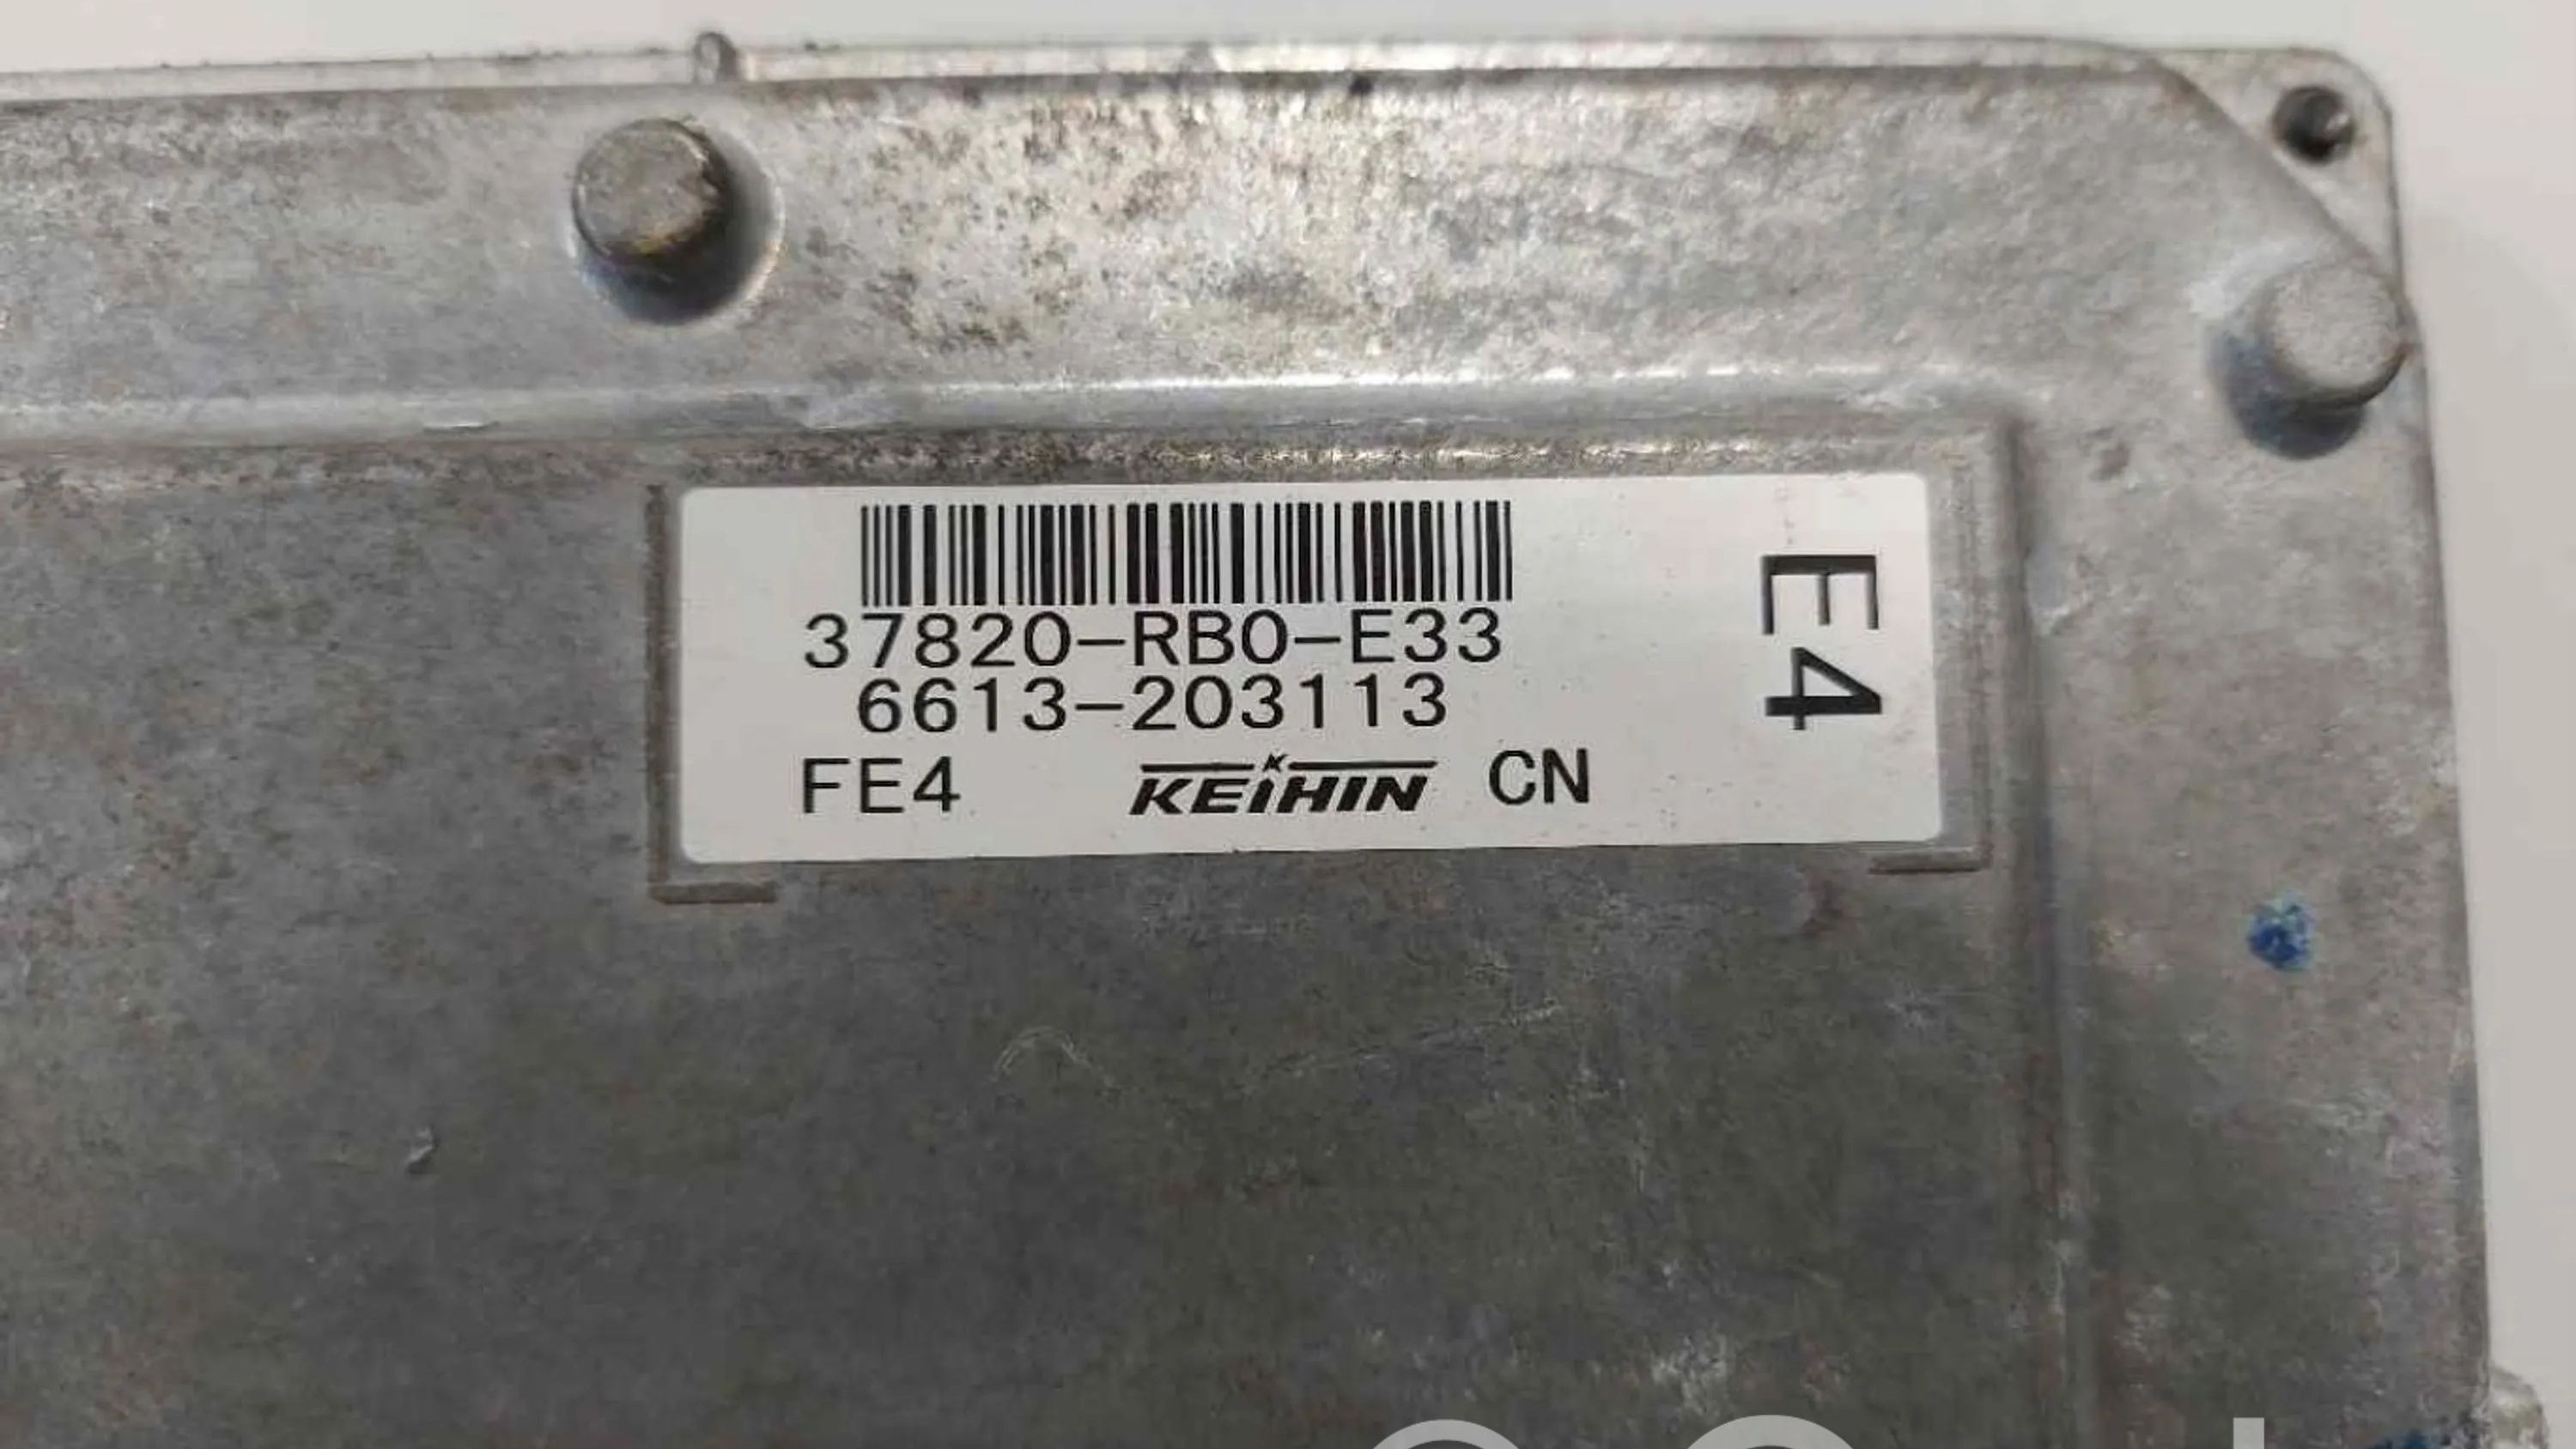 37820-RB0-E33
6613-203113
FE4 KEIHIN CN
E4